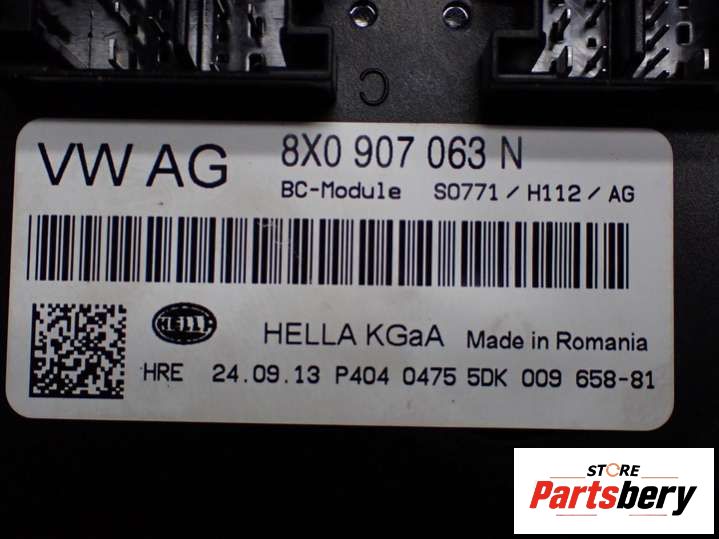 C
VW AG
8X0 907 063 N
BC-Module S0771 / H112 / AG
HELLA
HELLA KGaA Made in Romania
HRE 24.09.13 P404 0475 5DK 009 658-81
STORE
Partsbery